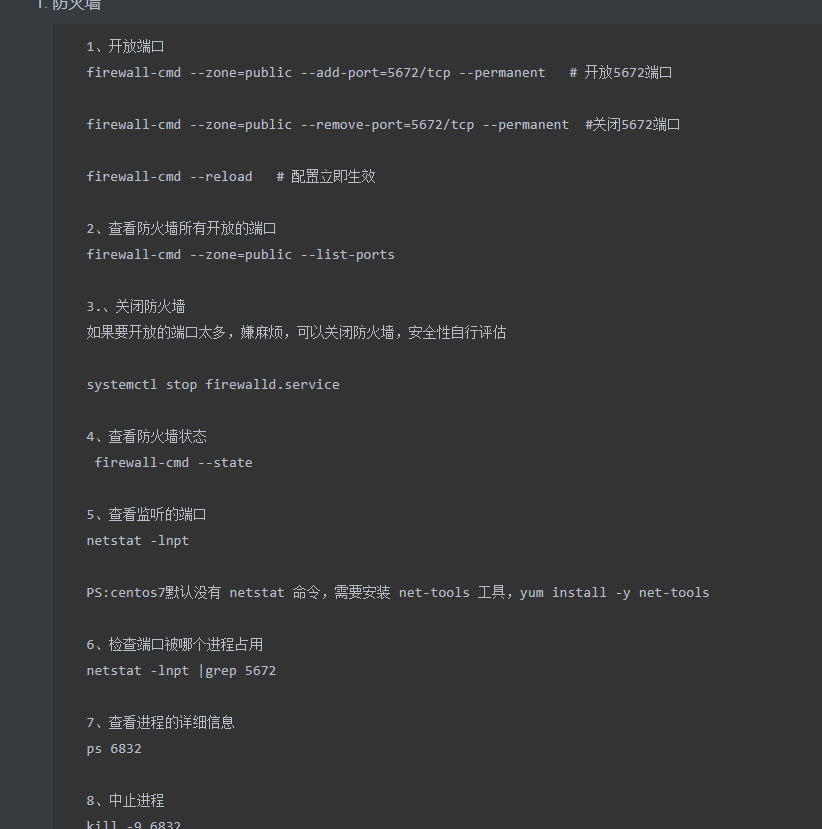 1. 防火墙
1、开放端口
firewall-cmd --zone=public --add-port=5672/tcp --permanent   # 开放5672端口
firewall-cmd --zone=public --remove-port=5672/tcp --permanent  #关闭5672端口
firewall-cmd --reload   # 配置立即生效
2、查看防火墙所有开放的端口
firewall-cmd --zone=public --list-ports
3.、关闭防火墙
如果要开放的端口太多，嫌麻烦，可以关闭防火墙，安全性自行评估
systemctl stop firewalld.service
4、查看防火墙状态
 firewall-cmd --state
5、查看监听的端口
netstat -lnpt
PS:centos7默认没有 netstat 命令，需要安装 net-tools 工具，yum install -y net-tools
6、检查端口被哪个进程占用
netstat -lnpt |grep 5672
7、查看进程的详细信息
ps 6832
8、中止进程
kill -9 6832